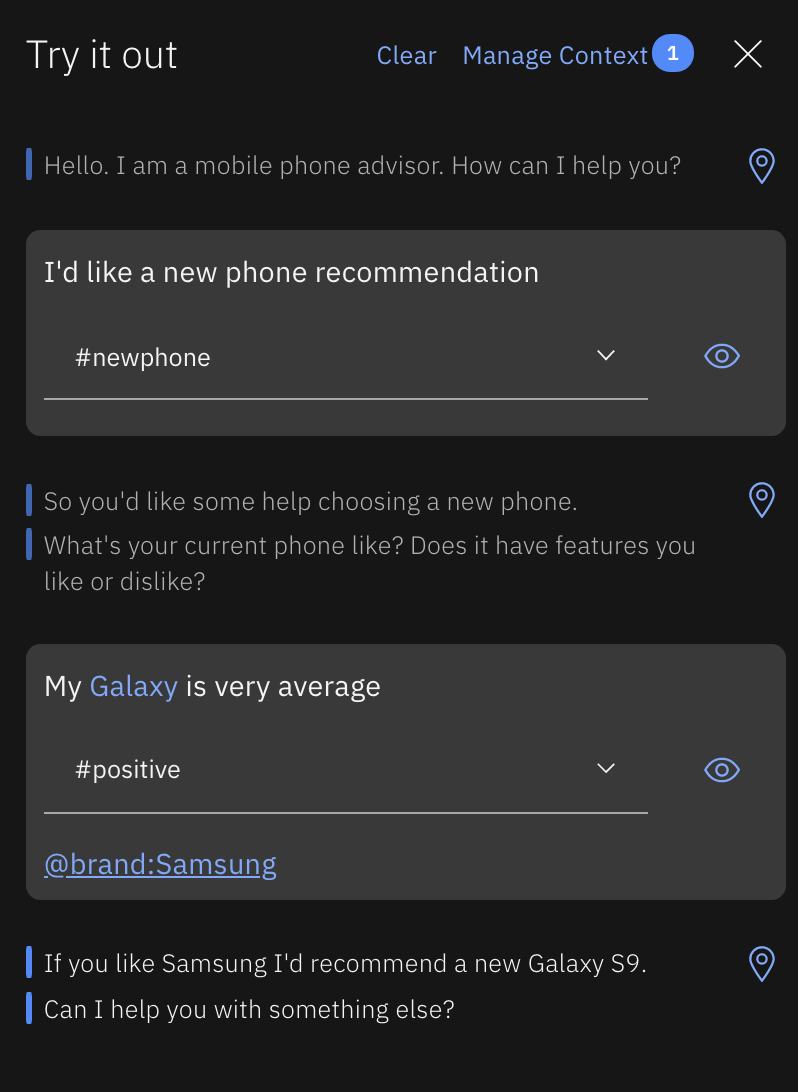 Try it out
Clear
Manage Context
1
Hello. I am a mobile phone advisor. How can I help you?
I'd like a new phone recommendation
#newphone
So you'd like some help choosing a new phone.
What's your current phone like? Does it have features you
like or dislike?
My Galaxy is very average
#positive
@brand:Samsung
If you like Samsung I'd recommend a new Galaxy S9.
Can I help you with something else?